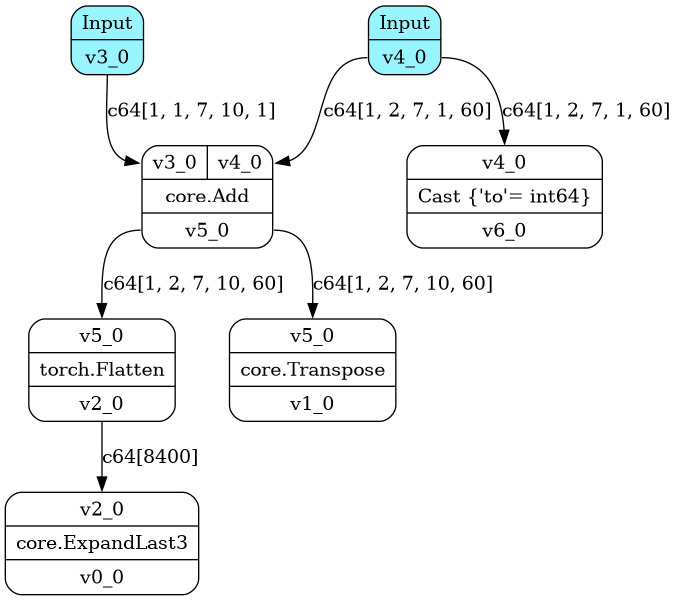 Input
v3_0
Input
v4_0
c64[1, 1, 7, 10, 1]
c64[1, 2, 7, 1, 60]
c64[1, 2, 7, 1, 60]
v3_0 v4_0
core.Add
v5_0
v4_0
Cast {'to'= int64}
v6_0
c64[1, 2, 7, 10, 60]
c64[1, 2, 7, 10, 60]
v5_0
torch.Flatten
v2_0
v5_0
core.Transpose
v1_0
c64[8400]
v2_0
core.ExpandLast3
v0_0